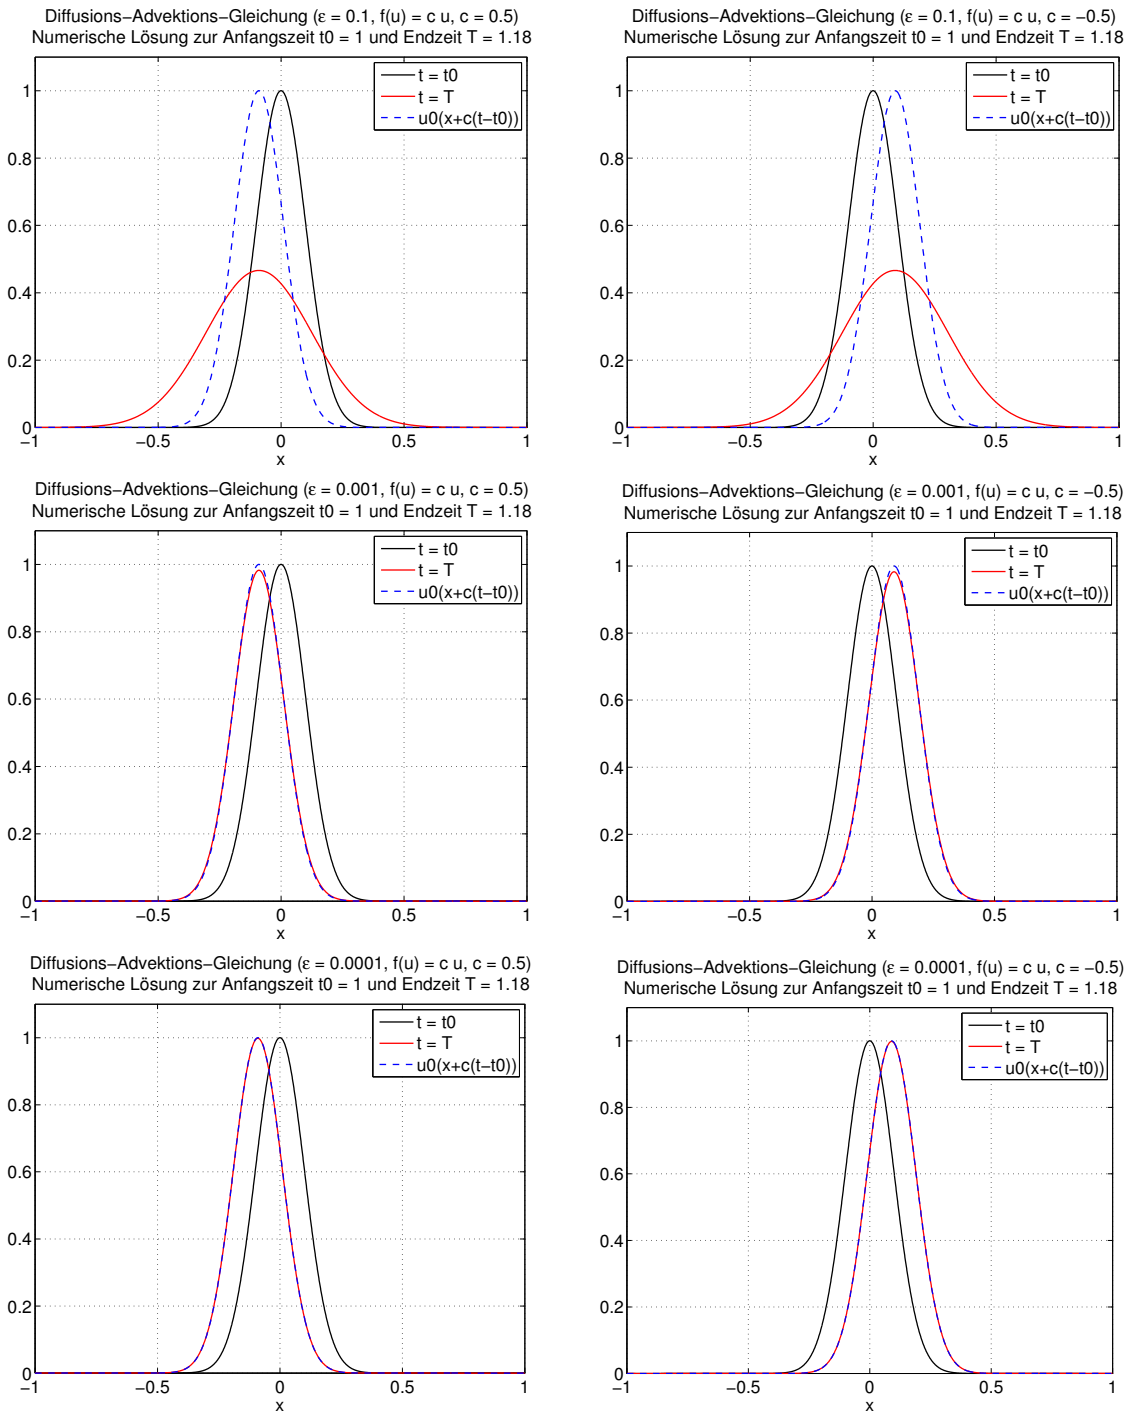 Diffusions−Advektions−Gleichung (ε = 0.1, f(u) = c u, c = 0.5)
Numerische Lösung zur Anfangszeit t0 = 1 und Endzeit T = 1.18
t = t0
t = T
u0(x+c(t−t0))
1
0.8
0.6
0.4
0.2
0
−1
−0.5
0
0.5
1
x
Diffusions−Advektions−Gleichung (ε = 0.1, f(u) = c u, c = −0.5)
Numerische Lösung zur Anfangszeit t0 = 1 und Endzeit T = 1.18
t = t0
t = T
u0(x+c(t−t0))
1
0.8
0.6
0.4
0.2
0
−1
−0.5
0
0.5
1
x
Diffusions−Advektions−Gleichung (ε = 0.001, f(u) = c u, c = 0.5)
Numerische Lösung zur Anfangszeit t0 = 1 und Endzeit T = 1.18
t = t0
t = T
u0(x+c(t−t0))
1
0.8
0.6
0.4
0.2
0
−1
−0.5
0
0.5
1
x
Diffusions−Advektions−Gleichung (ε = 0.001, f(u) = c u, c = −0.5)
Numerische Lösung zur Anfangszeit t0 = 1 und Endzeit T = 1.18
t = t0
t = T
u0(x+c(t−t0))
1
0.8
0.6
0.4
0.2
0
−1
−0.5
0
0.5
1
x
Diffusions−Advektions−Gleichung (ε = 0.0001, f(u) = c u, c = 0.5)
Numerische Lösung zur Anfangszeit t0 = 1 und Endzeit T = 1.18
t = t0
t = T
u0(x+c(t−t0))
1
0.8
0.6
0.4
0.2
0
−1
−0.5
0
0.5
1
x
Diffusions−Advektions−Gleichung (ε = 0.0001, f(u) = c u, c = −0.5)
Numerische Lösung zur Anfangszeit t0 = 1 und Endzeit T = 1.18
t = t0
t = T
u0(x+c(t−t0))
1
0.8
0.6
0.4
0.2
0
−1
−0.5
0
0.5
1
x